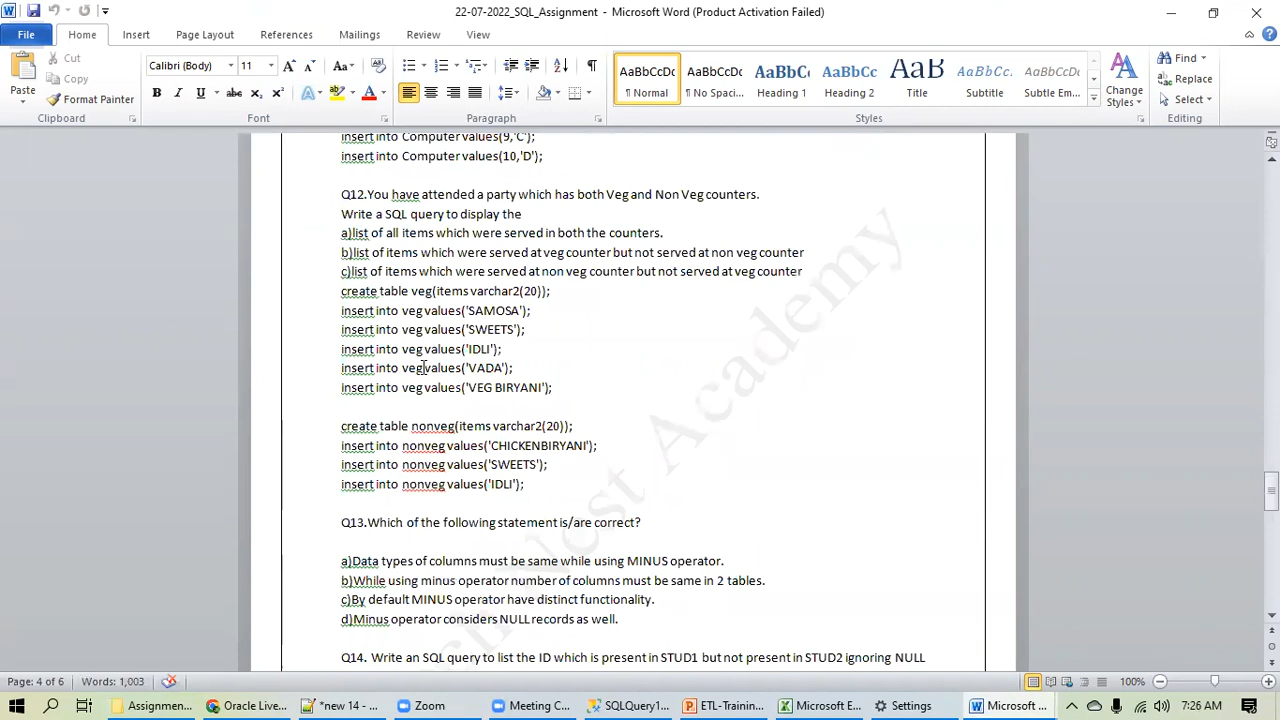 22-07-2022_SQL_Assignment - Microsoft Word (Product Activation Failed)
File Home Insert Page Layout References Mailings Review View
Paste Cut Copy Format Painter
Calibri (Body) 11
AaBbCcDc AaBbCcDc AaBbCc AaBbCc AaB AaBbCcD AaBbCcDc
¶ Normal ¶ No Spaci... Heading 1 Heading 2 Title Subtitle Subtle Em...
Change Styles
Find Replace Select
Clipboard Font Paragraph Styles Editing
insert into Computer values(9,'C');
insert into Computer values(10,'D');
Q12.You have attended a party which has both Veg and Non Veg counters.
Write a SQL query to display the
a)list of all items which were served in both the counters.
b)list of items which were served at veg counter but not served at non veg counter
c)list of items which were served at non veg counter but not served at veg counter
create table veg(items varchar2(20));
insert into veg values('SAMOSA');
insert into veg values('SWEETS');
insert into veg values('IDLI');
insert into veg values('VADA');
insert into veg values('VEG BIRYANI');
create table nonveg(items varchar2(20));
insert into nonveg values('CHICKENBIRYANI');
insert into nonveg values('SWEETS');
insert into nonveg values('IDLI');
Q13.Which of the following statement is/are correct?
a)Data types of columns must be same while using MINUS operator.
b)While using minus operator number of columns must be same in 2 tables.
c)By default MINUS operator have distinct functionality.
d)Minus operator considers NULL records as well.
Q14. Write an SQL query to list the ID which is present in STUD1 but not present in STUD2 ignoring NULL
Nest Academy
Page: 4 of 6 Words: 1,003 100%
Assignmen... Oracle Live... *new 14 - ... Zoom Meeting C... SQLQuery1... ETL-Training... Microsoft E... Settings Microsoft ... 7:26 AM